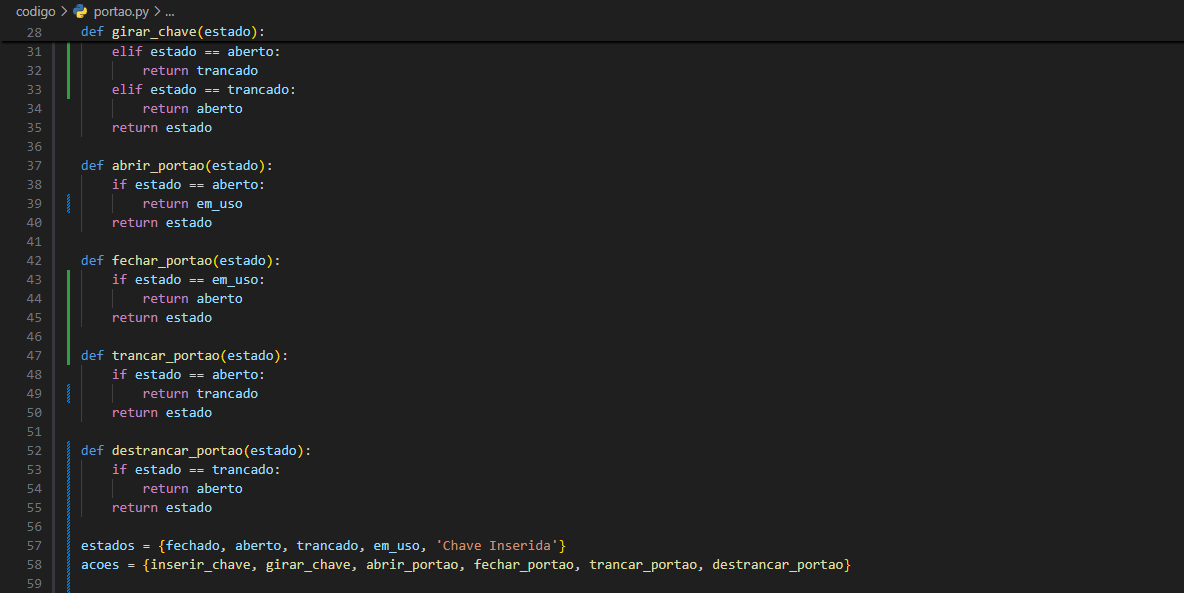 codigo > portao.py > ...
28 def girar_chave(estado):
31 elif estado == aberto:
32 return trancado
33 elif estado == trancado:
34 return aberto
35 return estado
36
37 def abrir_portao(estado):
38 if estado == aberto:
39 return em_uso
40 return estado
41
42 def fechar_portao(estado):
43 if estado == em_uso:
44 return aberto
45 return estado
46
47 def trancar_portao(estado):
48 if estado == aberto:
49 return trancado
50 return estado
51
52 def destrancar_portao(estado):
53 if estado == trancado:
54 return aberto
55 return estado
56
57 estados = {fechado, aberto, trancado, em_uso, 'Chave Inserida'}
58 acoes = {inserir_chave, girar_chave, abrir_portao, fechar_portao, trancar_portao, destrancar_portao}
59